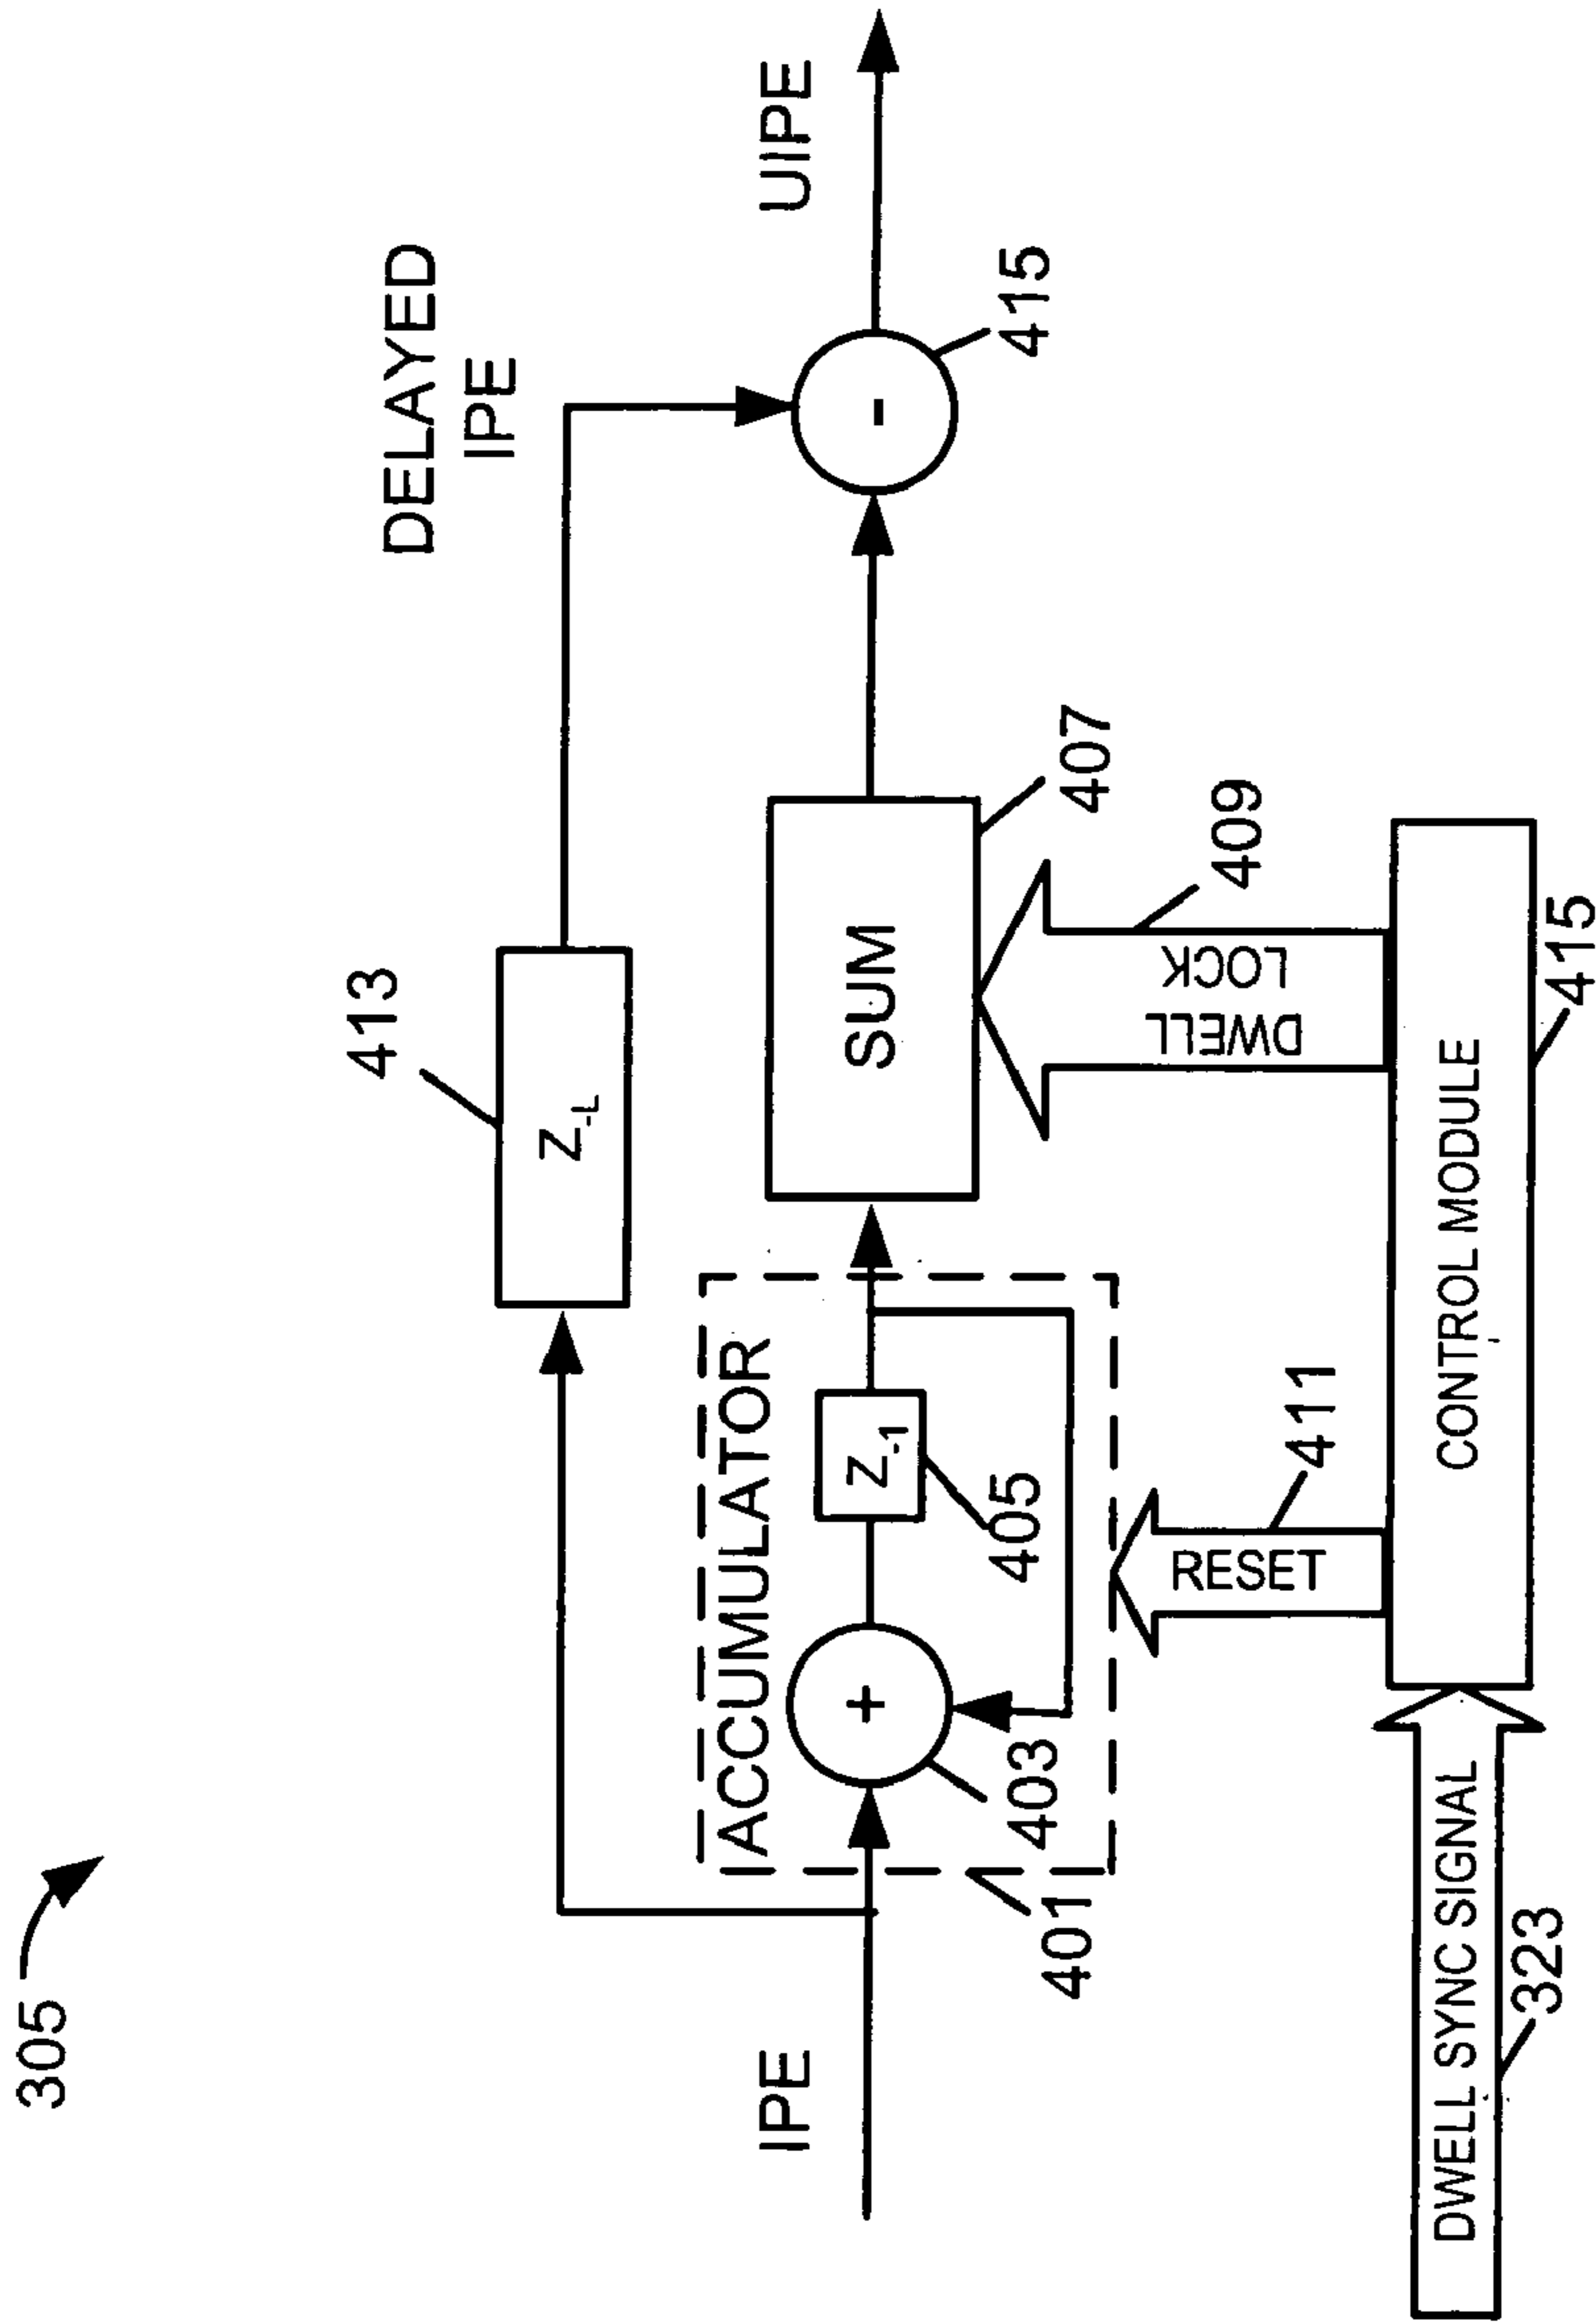 305
DELAYED
IPE
413
Z-L
UIPE
IPE
ACCUMULATOR
+
Z-1
SUM
-
415
403
405
401
407
411
409
RESET
DWELL
LOCK
DWELL SYNC SIGNAL
CONTROL MODULE
323
415